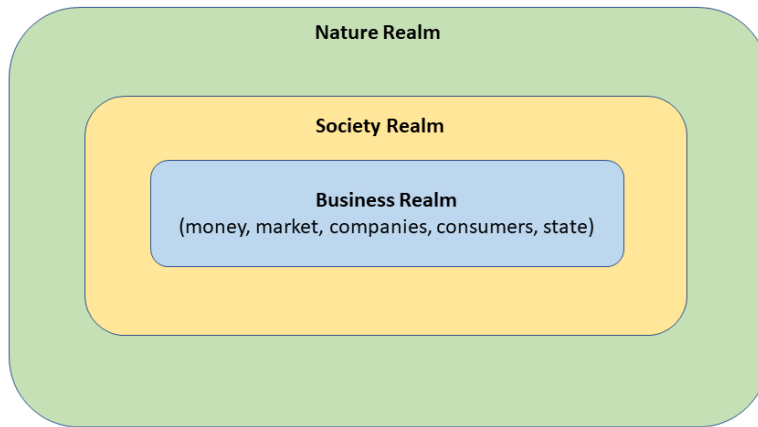 Nature Realm
Society Realm
Business Realm
(money, market, companies, consumers, state)